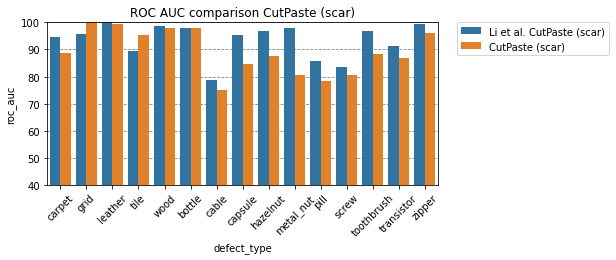 ROC AUC comparison CutPaste (scar)
Li et al. CutPaste (scar)
CutPaste (scar)
roc_auc
100
90
80
70
60
50
40
carpet
grid
leather
tile
wood
bottle
cable
capsule
hazelnut
metal_nut
pill
screw
toothbrush
transistor
zipper
defect_type